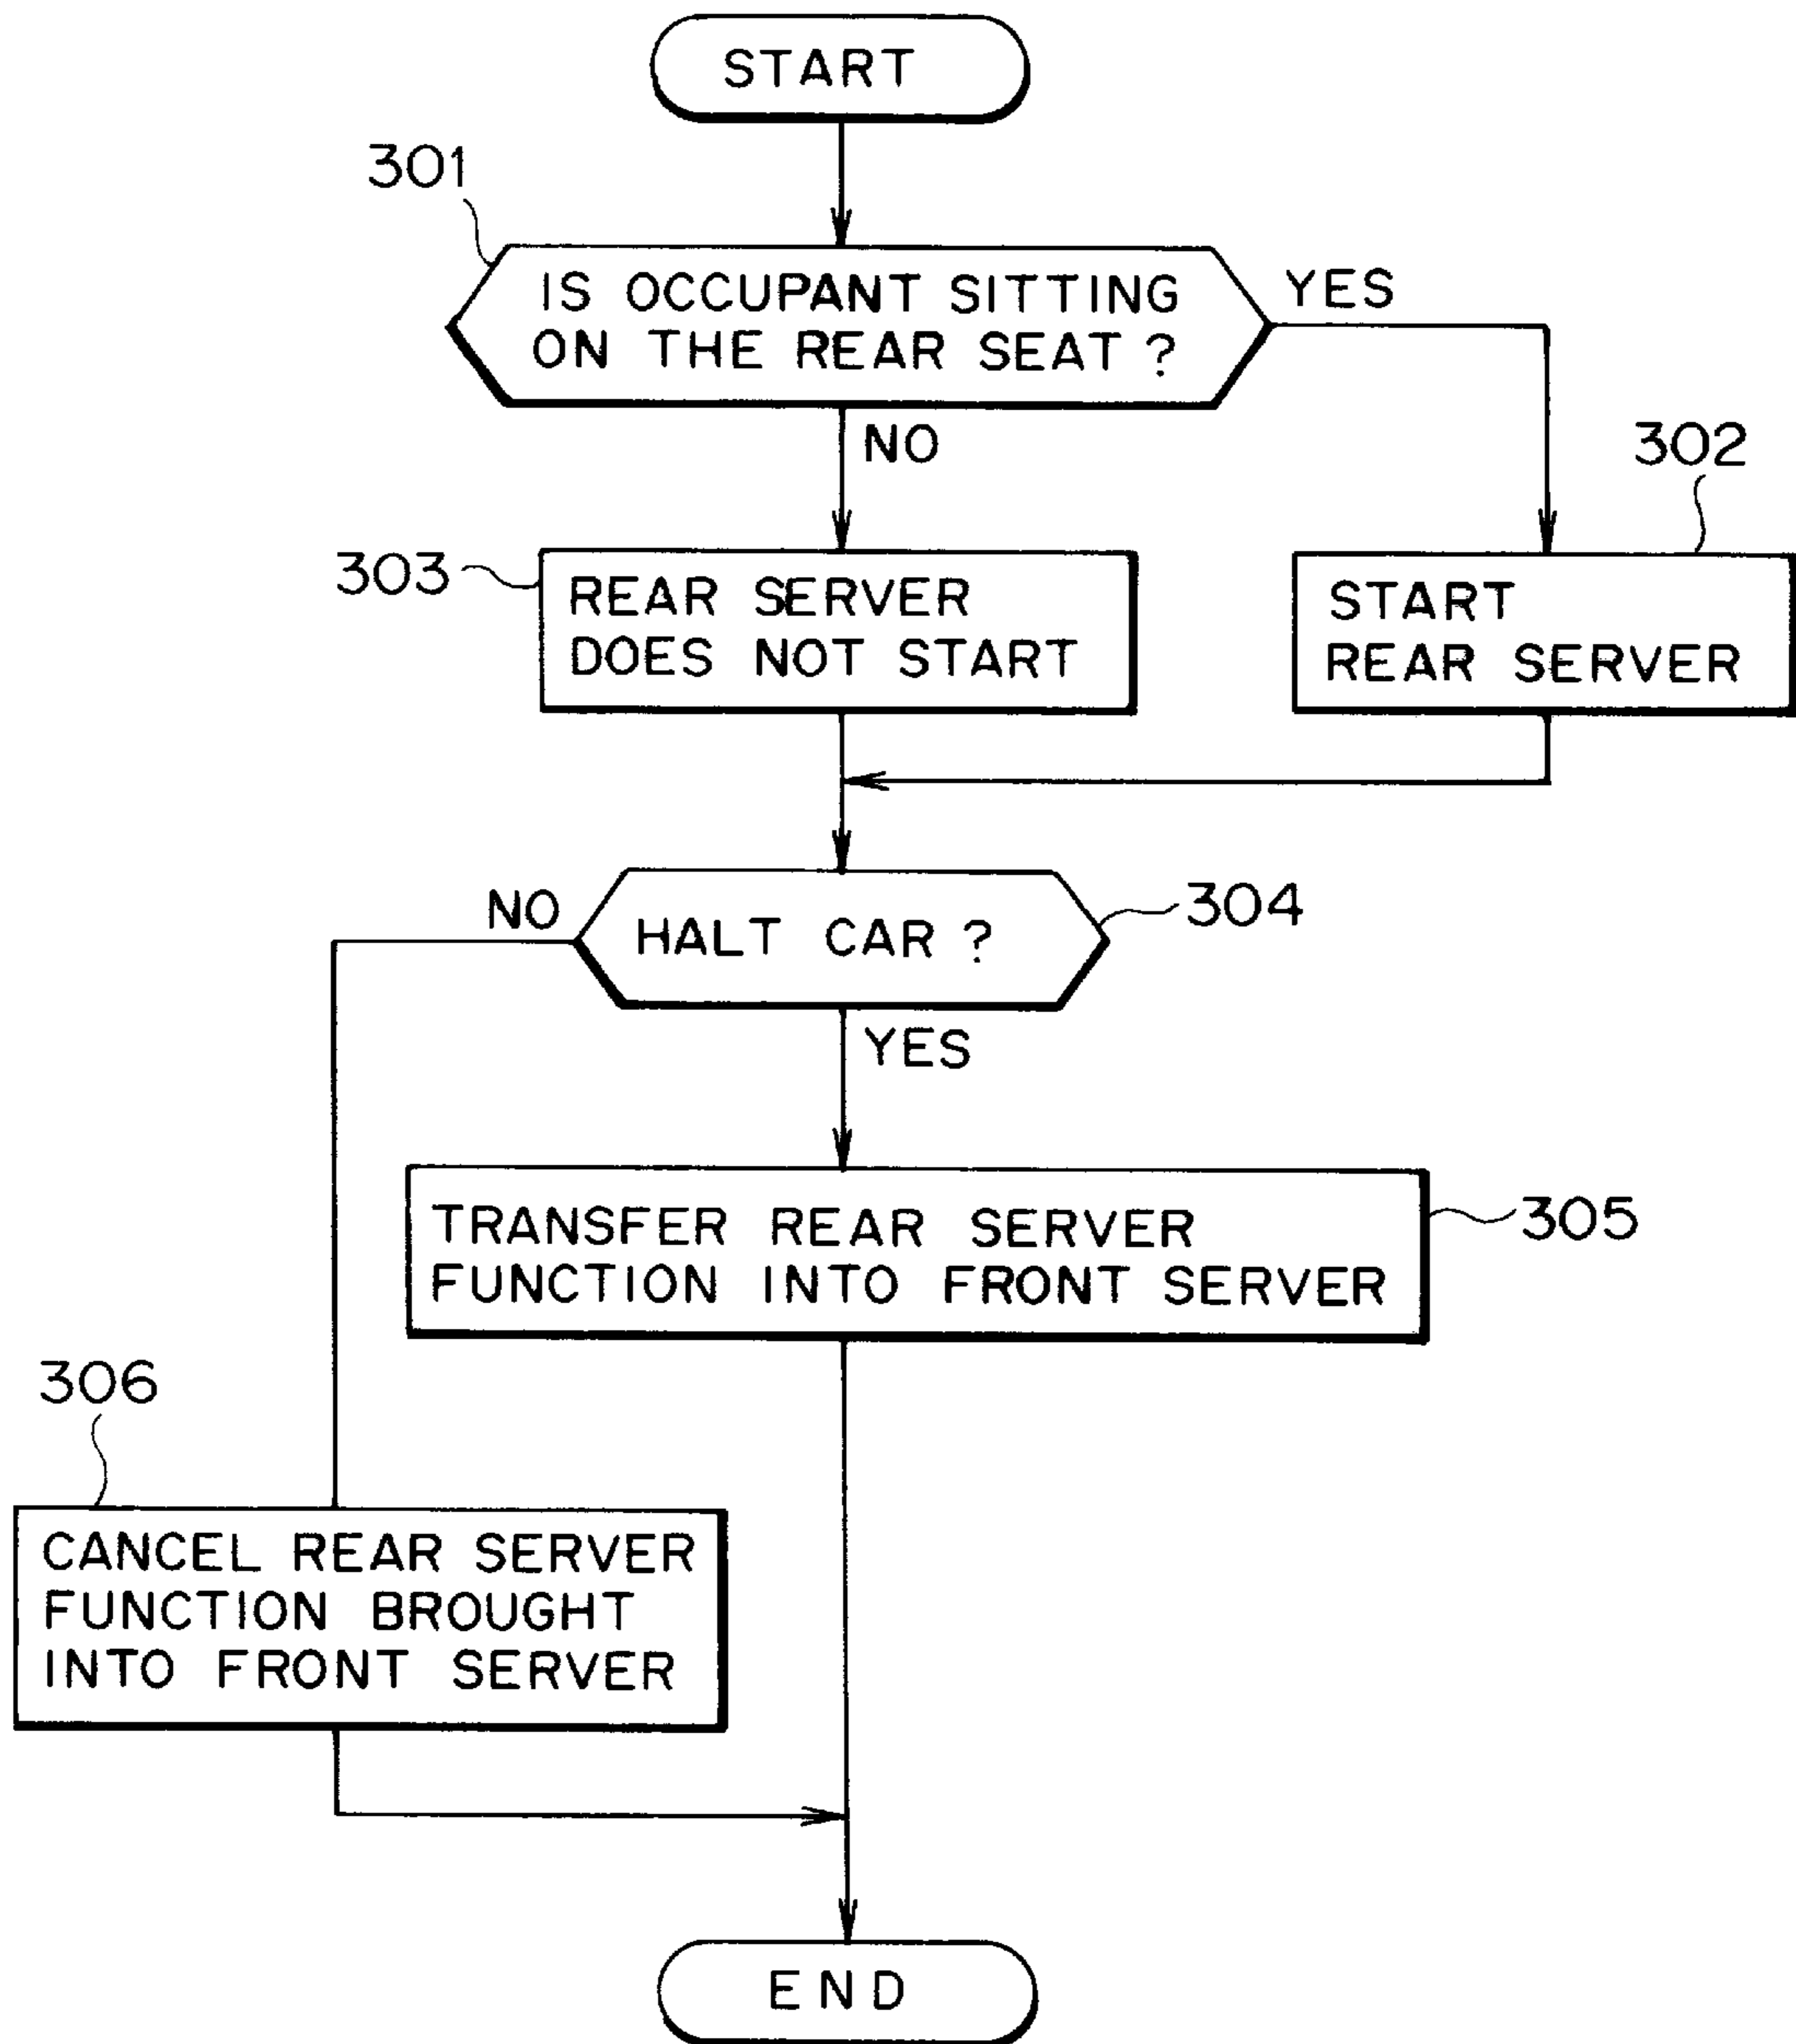 START
301
IS OCCUPANT SITTING
ON THE REAR SEAT ?
YES
NO
302
303
REAR SERVER
DOES NOT START
START
REAR SERVER
NO
HALT CAR ?
304
YES
TRANSFER REAR SERVER
FUNCTION INTO FRONT SERVER
305
306
CANCEL REAR SERVER
FUNCTION BROUGHT
INTO FRONT SERVER
END